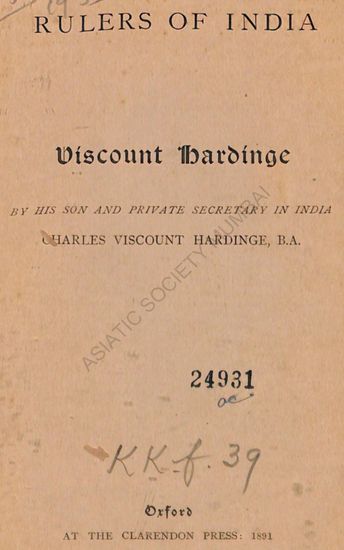 RULERS OF INDIA
Viscount Hardinge
BY HIS SON AND PRIVATE SECRETARY IN INDIA
CHARLES VISCOUNT HARDINGE, B.A.
ASIATIC SOCIETY MUMBAI
24931
KK-f. 39
Oxford
AT THE CLARENDON PRESS: 1891